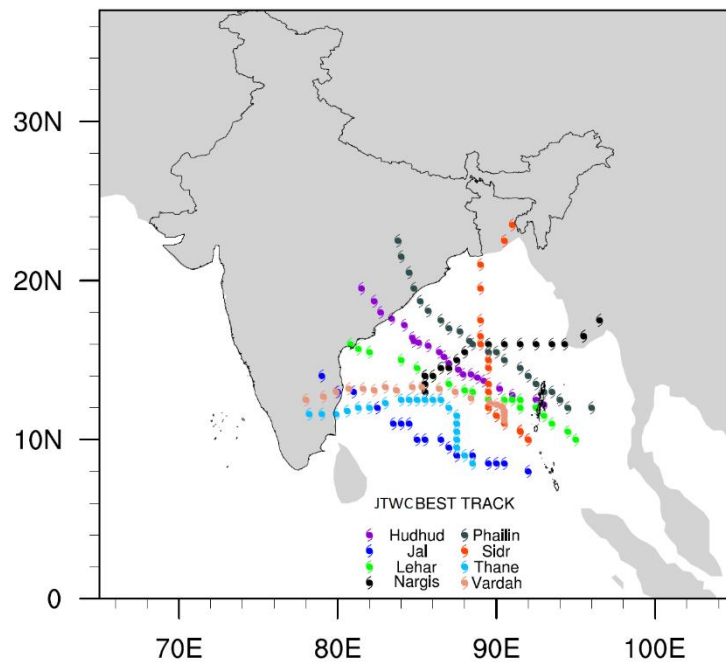 30N
20N
10N
0
JTWC BEST TRACK
Hudhud Phailin
Jal Sidr
Lehar Thane
Nargis Vardah
70E 80E 90E 100E